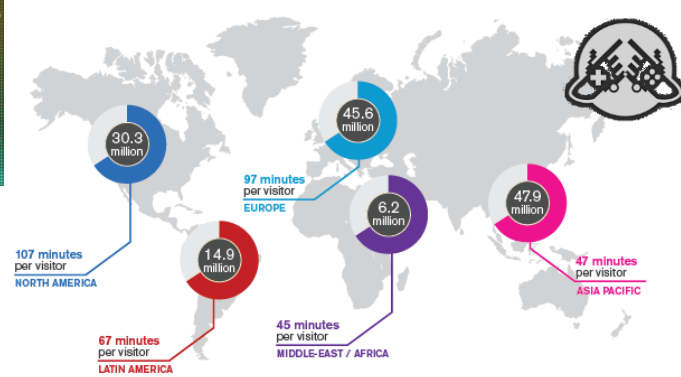 30.3
million
107 minutes
per visitor
NORTH AMERICA
14.9
million
67 minutes
per visitor
LATIN AMERICA
45.6
million
97 minutes
per visitor
EUROPE
6.2
million
45 minutes
per visitor
MIDDLE-EAST / AFRICA
47.9
million
47 minutes
per visitor
ASIA PACIFIC